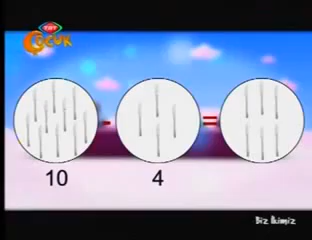 TRT
ÇOCUK
- =
10 4
Biz İkimiz